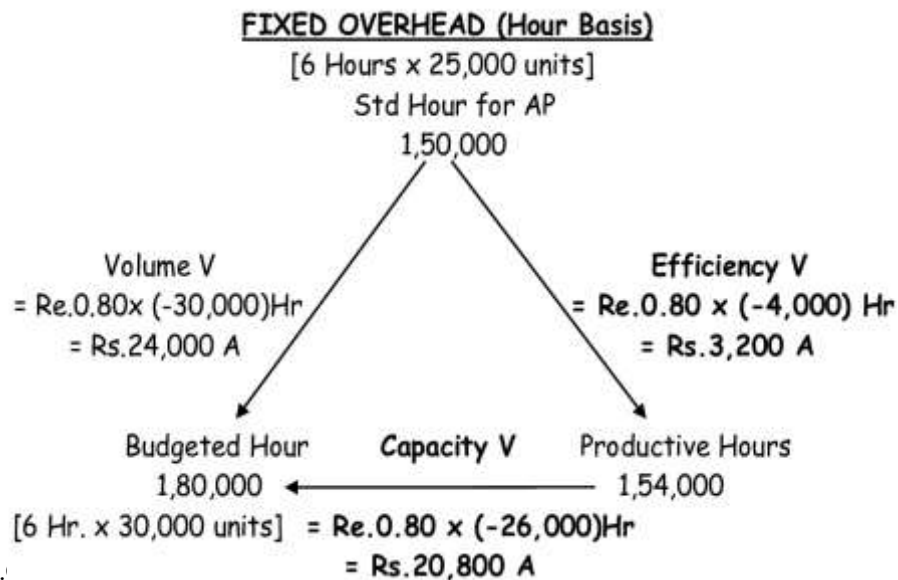 FIXED OVERHEAD (Hour Basis)
[6 Hours x 25,000 units]
Std Hour for AP
1,50,000
Volume V
= Re.0.80x (-30,000)Hr
= Rs.24,000 A
Efficiency V
= Re.0.80 x (-4,000) Hr
= Rs.3,200 A
Budgeted Hour
1,80,000
[6 Hr. x 30,000 units]
Capacity V
= Re.0.80 x (-26,000)Hr
= Rs.20,800 A
Productive Hours
1,54,000